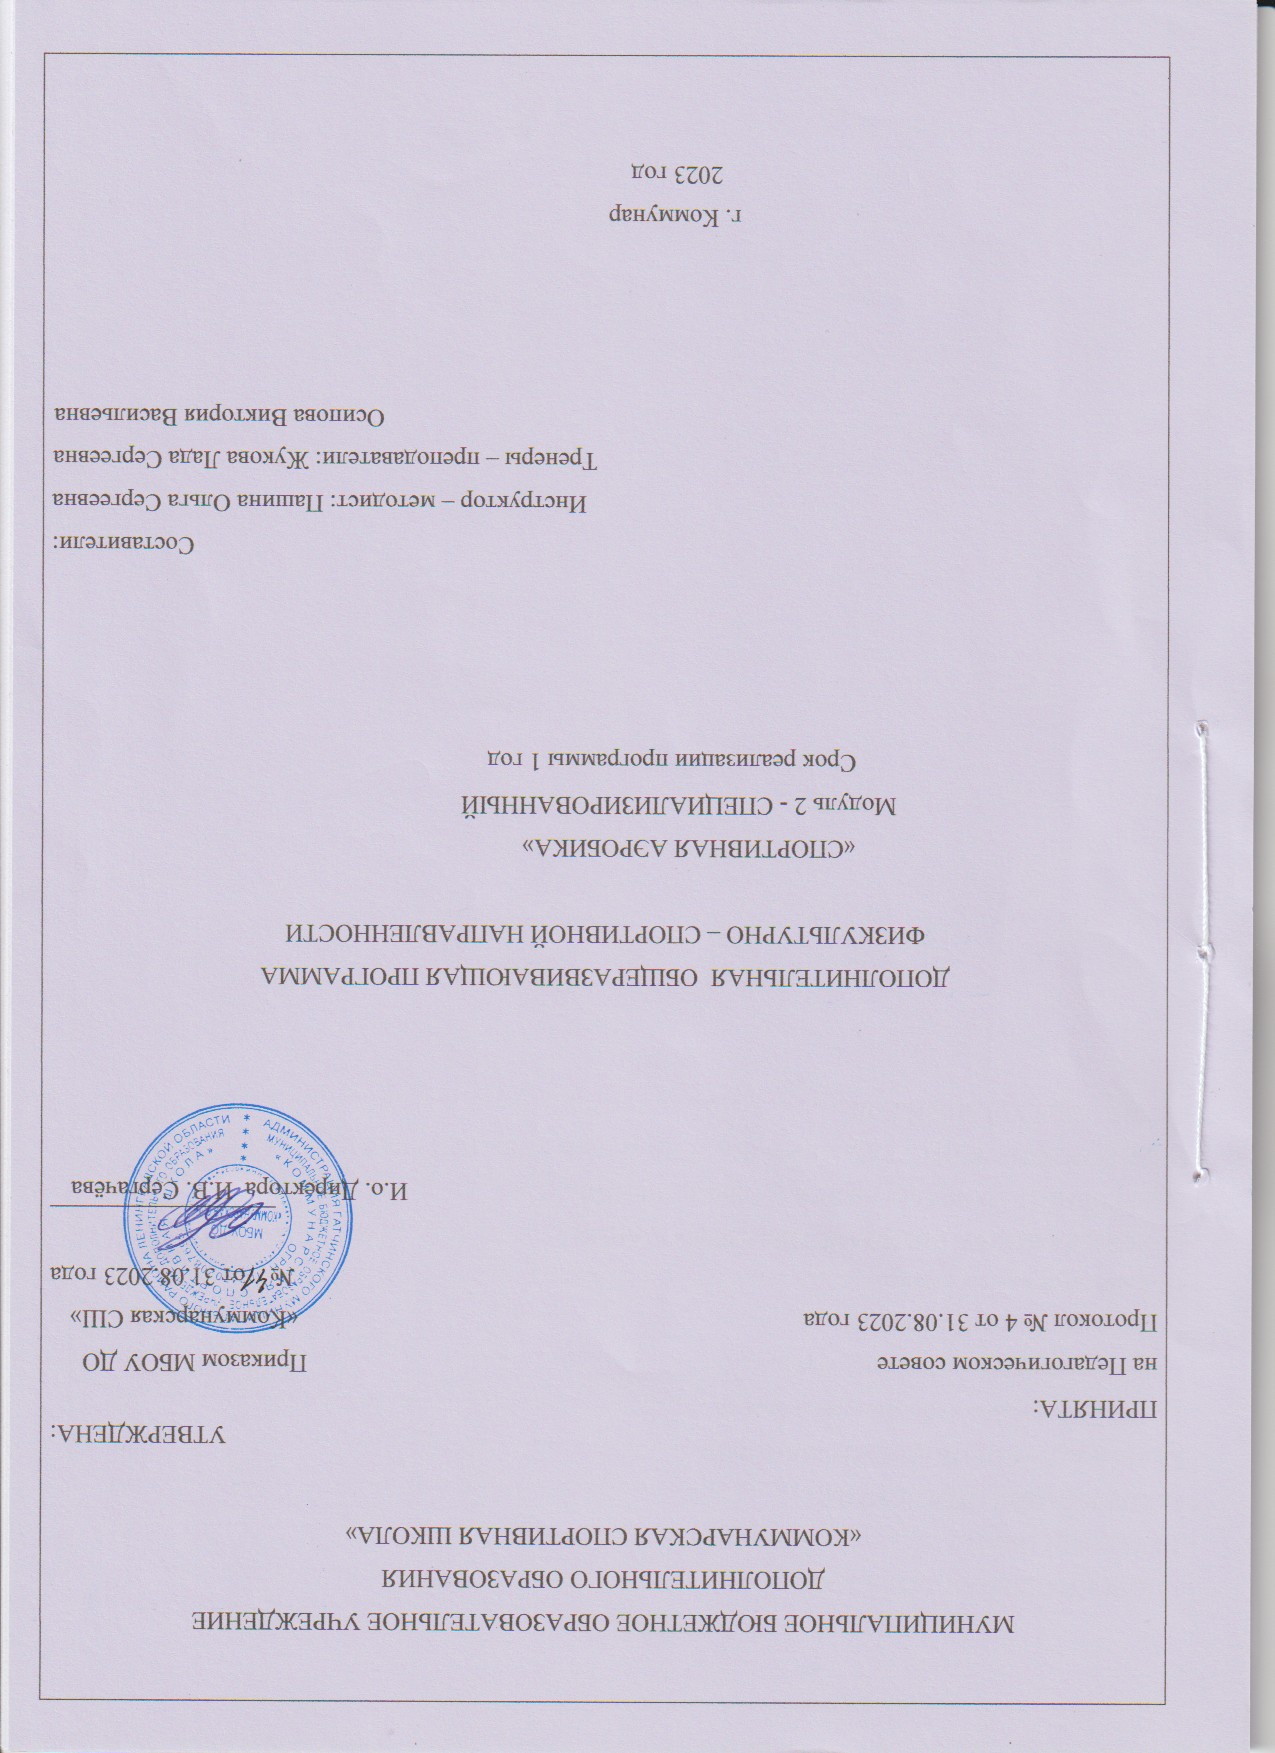 МУНИЦИПАЛЬНОЕ БЮДЖЕТНОЕ ОБРАЗОВАТЕЛЬНОЕ УЧРЕЖДЕНИЕ
ДОПОЛНИТЕЛЬНОГО ОБРАЗОВАНИЯ
«КОММУНАРСКАЯ СПОРТИВНАЯ ШКОЛА»
ПРИНЯТА:
на Педагогическом совете
Протокол № 4 от 31.08.2023 года
УТВЕРЖДЕНА:
Приказом МБОУ ДО
«Коммунарская СШ»
№ от 31.08.2023 года
И.о. Директора И.В. Сергачёва
ДОПОЛНИТЕЛЬНАЯ ОБЩЕРАЗВИВАЮЩАЯ ПРОГРАММА
ФИЗКУЛЬТУРНО – СПОРТИВНОЙ НАПРАВЛЕННОСТИ
«СПОРТИВНАЯ АЭРОБИКА»
Модуль 2 - СПЕЦИАЛИЗИРОВАННЫЙ
Срок реализации программы 1 год
Составители:
Инструктор – методист: Пашина Ольга Сергеевна
Тренеры – преподаватели: Жукова Лада Сергеевна
Осипова Виктория Васильевна
г. Коммунар
2023 год